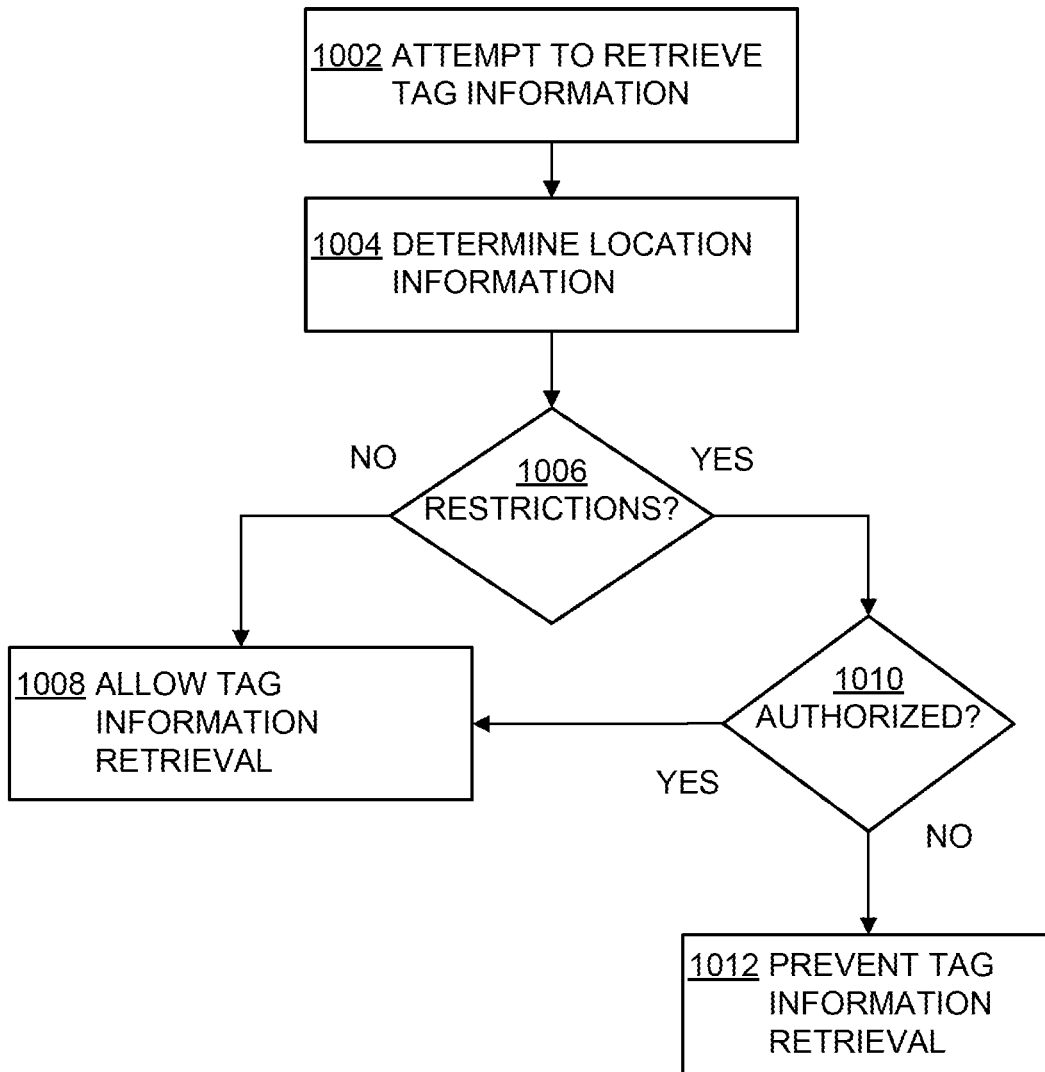 1002 ATTEMPT TO RETRIEVE
TAG INFORMATION
1004 DETERMINE LOCATION
INFORMATION
NO
YES
1006
RESTRICTIONS?
1008 ALLOW TAG
INFORMATION
RETRIEVAL
1010
AUTHORIZED?
YES
NO
1012 PREVENT TAG
INFORMATION
RETRIEVAL